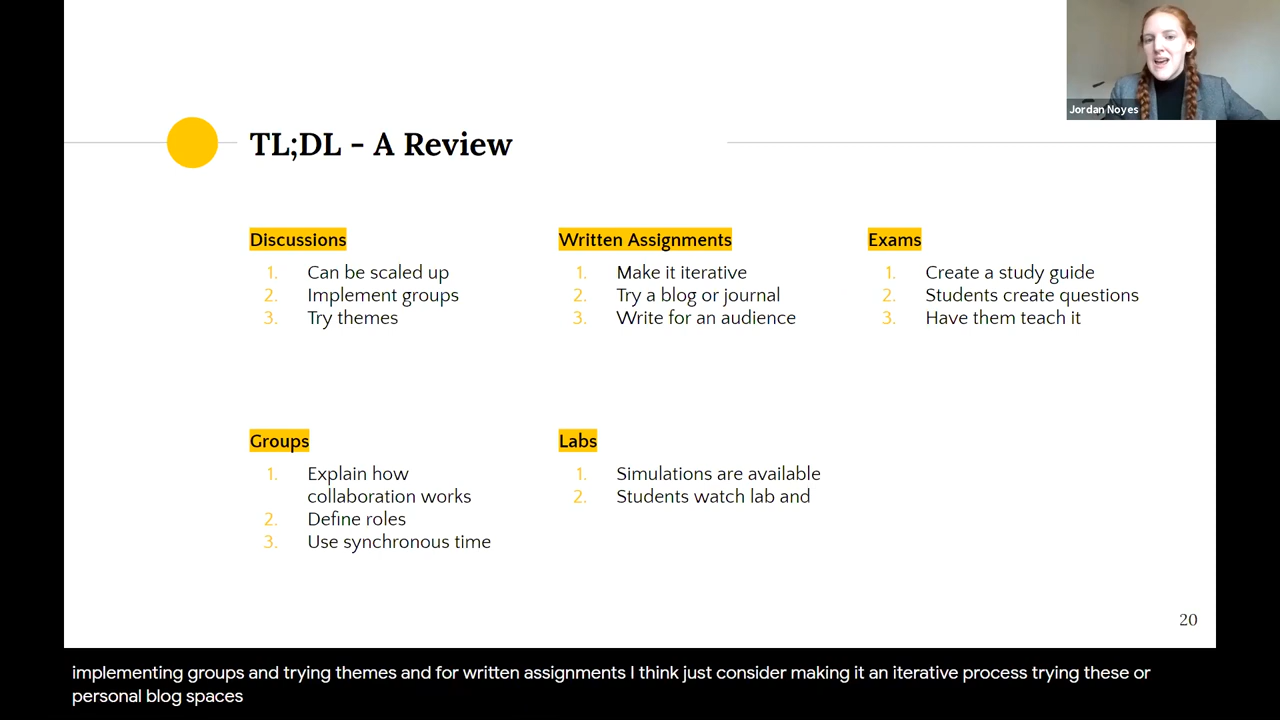 Jordan Noyes
TL;DL - A Review
Discussions
1. Can be scaled up
2. Implement groups
3. Try themes
Written Assignments
1. Make it iterative
2. Try a blog or journal
3. Write for an audience
Exams
1. Create a study guide
2. Students create questions
3. Have them teach it
Groups
1. Explain how
collaboration works
2. Define roles
3. Use synchronous time
Labs
1. Simulations are available
2. Students watch lab and
20
implementing groups and trying themes and for written assignments I think just consider making it an iterative process trying these or
personal blog spaces